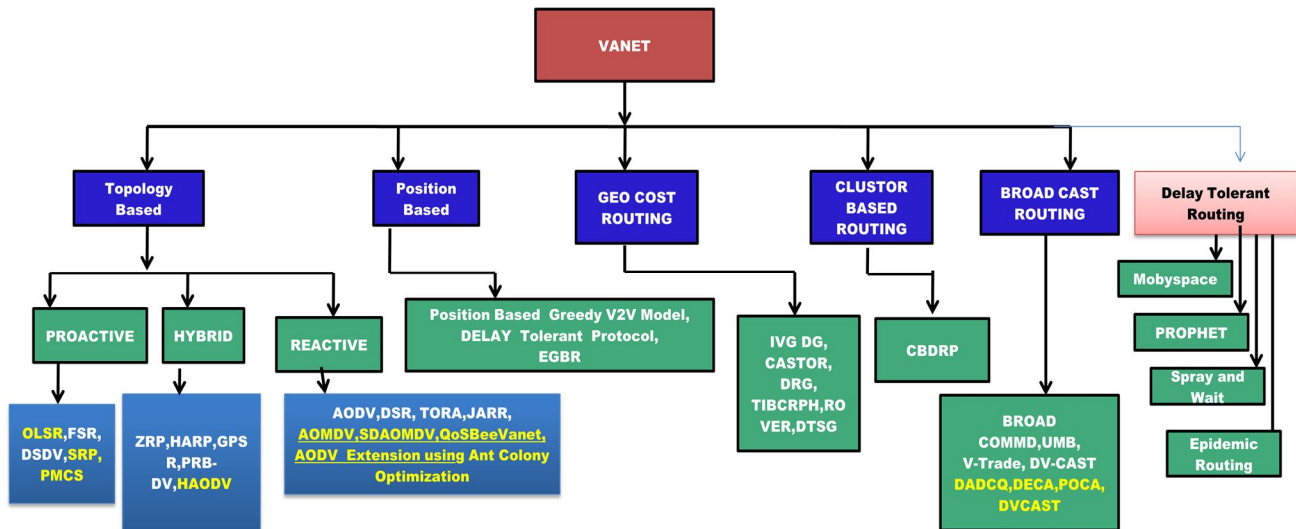 VANET
Topology
Based
Position
Based
GEO COST
ROUTING
CLUSTOR
BASED
ROUTING
BROAD CAST
ROUTING
Delay Tolerant
Routing
PROACTIVE
HYBRID
REACTIVE
Position Based Greedy V2V Model,
DELAY Tolerant Protocol,
EGBR
IVG DG,
CASTOR,
DRG,
TIBCRPH,RO
VER,DTSG
CBDRP
Mobyspace
PROPHET
Spray and
Wait
Epidemic
Routing
OLSR,FSR,
DSDV,SRP,
PMCS
ZRP,HARP,GPS
R,PRB-
DV,HAODV
AODV,DSR, TORA,JARR,
AOMDV,SDAOMDV,QoSBeeVanet,
AODV Extension using Ant Colony
Optimization
BROAD
COMMD,UMB,
V-Trade, DV-CAST
DADCQ,DECA,POCA,
DVCAST